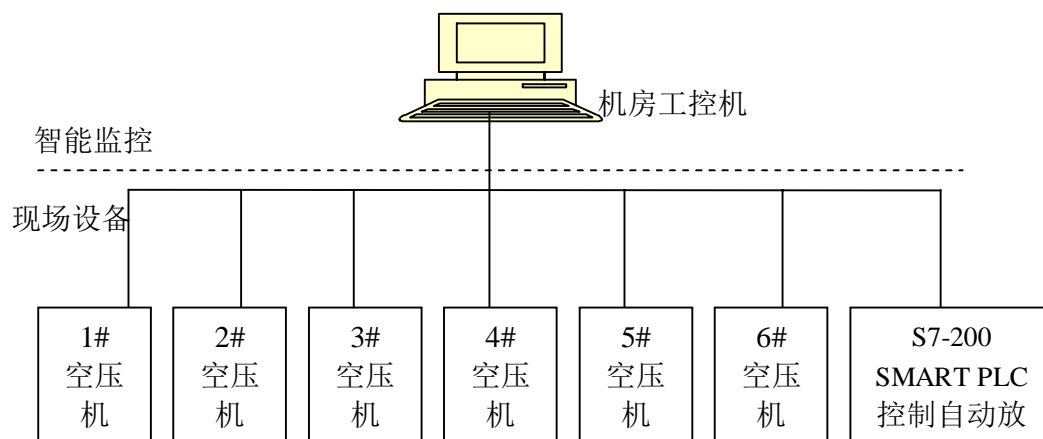 机房工控机
智能监控
现场设备
1#
空压
机
2#
空压
机
3#
空压
机
4#
空压
机
5#
空压
机
6#
空压
机
S7-200
SMART PLC
控制自动放